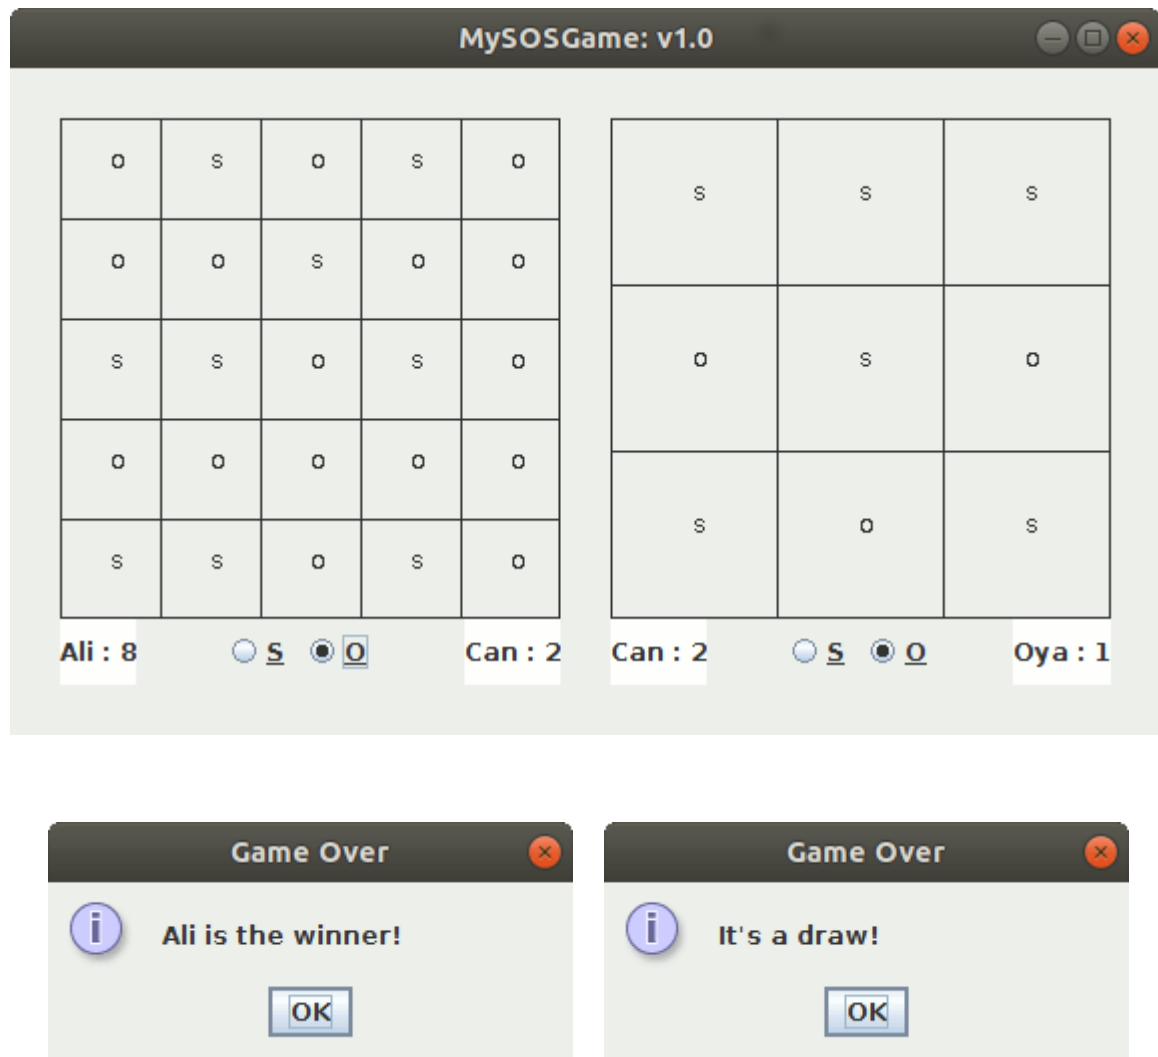 MySOSGame: v1.0
O S O S O
O O S O O
S S O S O
O O O O O
S S O S O
S S S
O S O
S O S
Ali : 8 S O Can : 2
Can : 2 S O Oya : 1
Game Over
Ali is the winner!
OK
Game Over
It's a draw!
OK